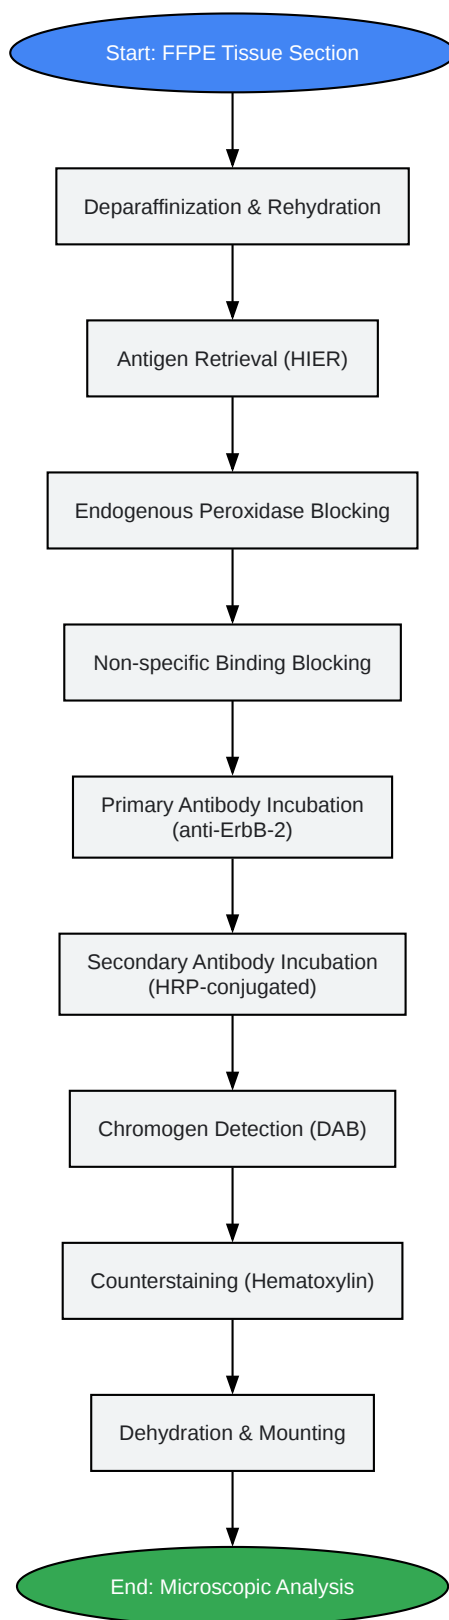 Start: FFPE Tissue Section
Deparaffinization & Rehydration
Antigen Retrieval (HIER)
Endogenous Peroxidase Blocking
Non-specific Binding Blocking
Primary Antibody Incubation
(anti-ErbB-2)
Secondary Antibody Incubation
(HRP-conjugated)
Chromogen Detection (DAB)
Counterstaining (Hematoxylin)
Dehydration & Mounting
End: Microscopic Analysis